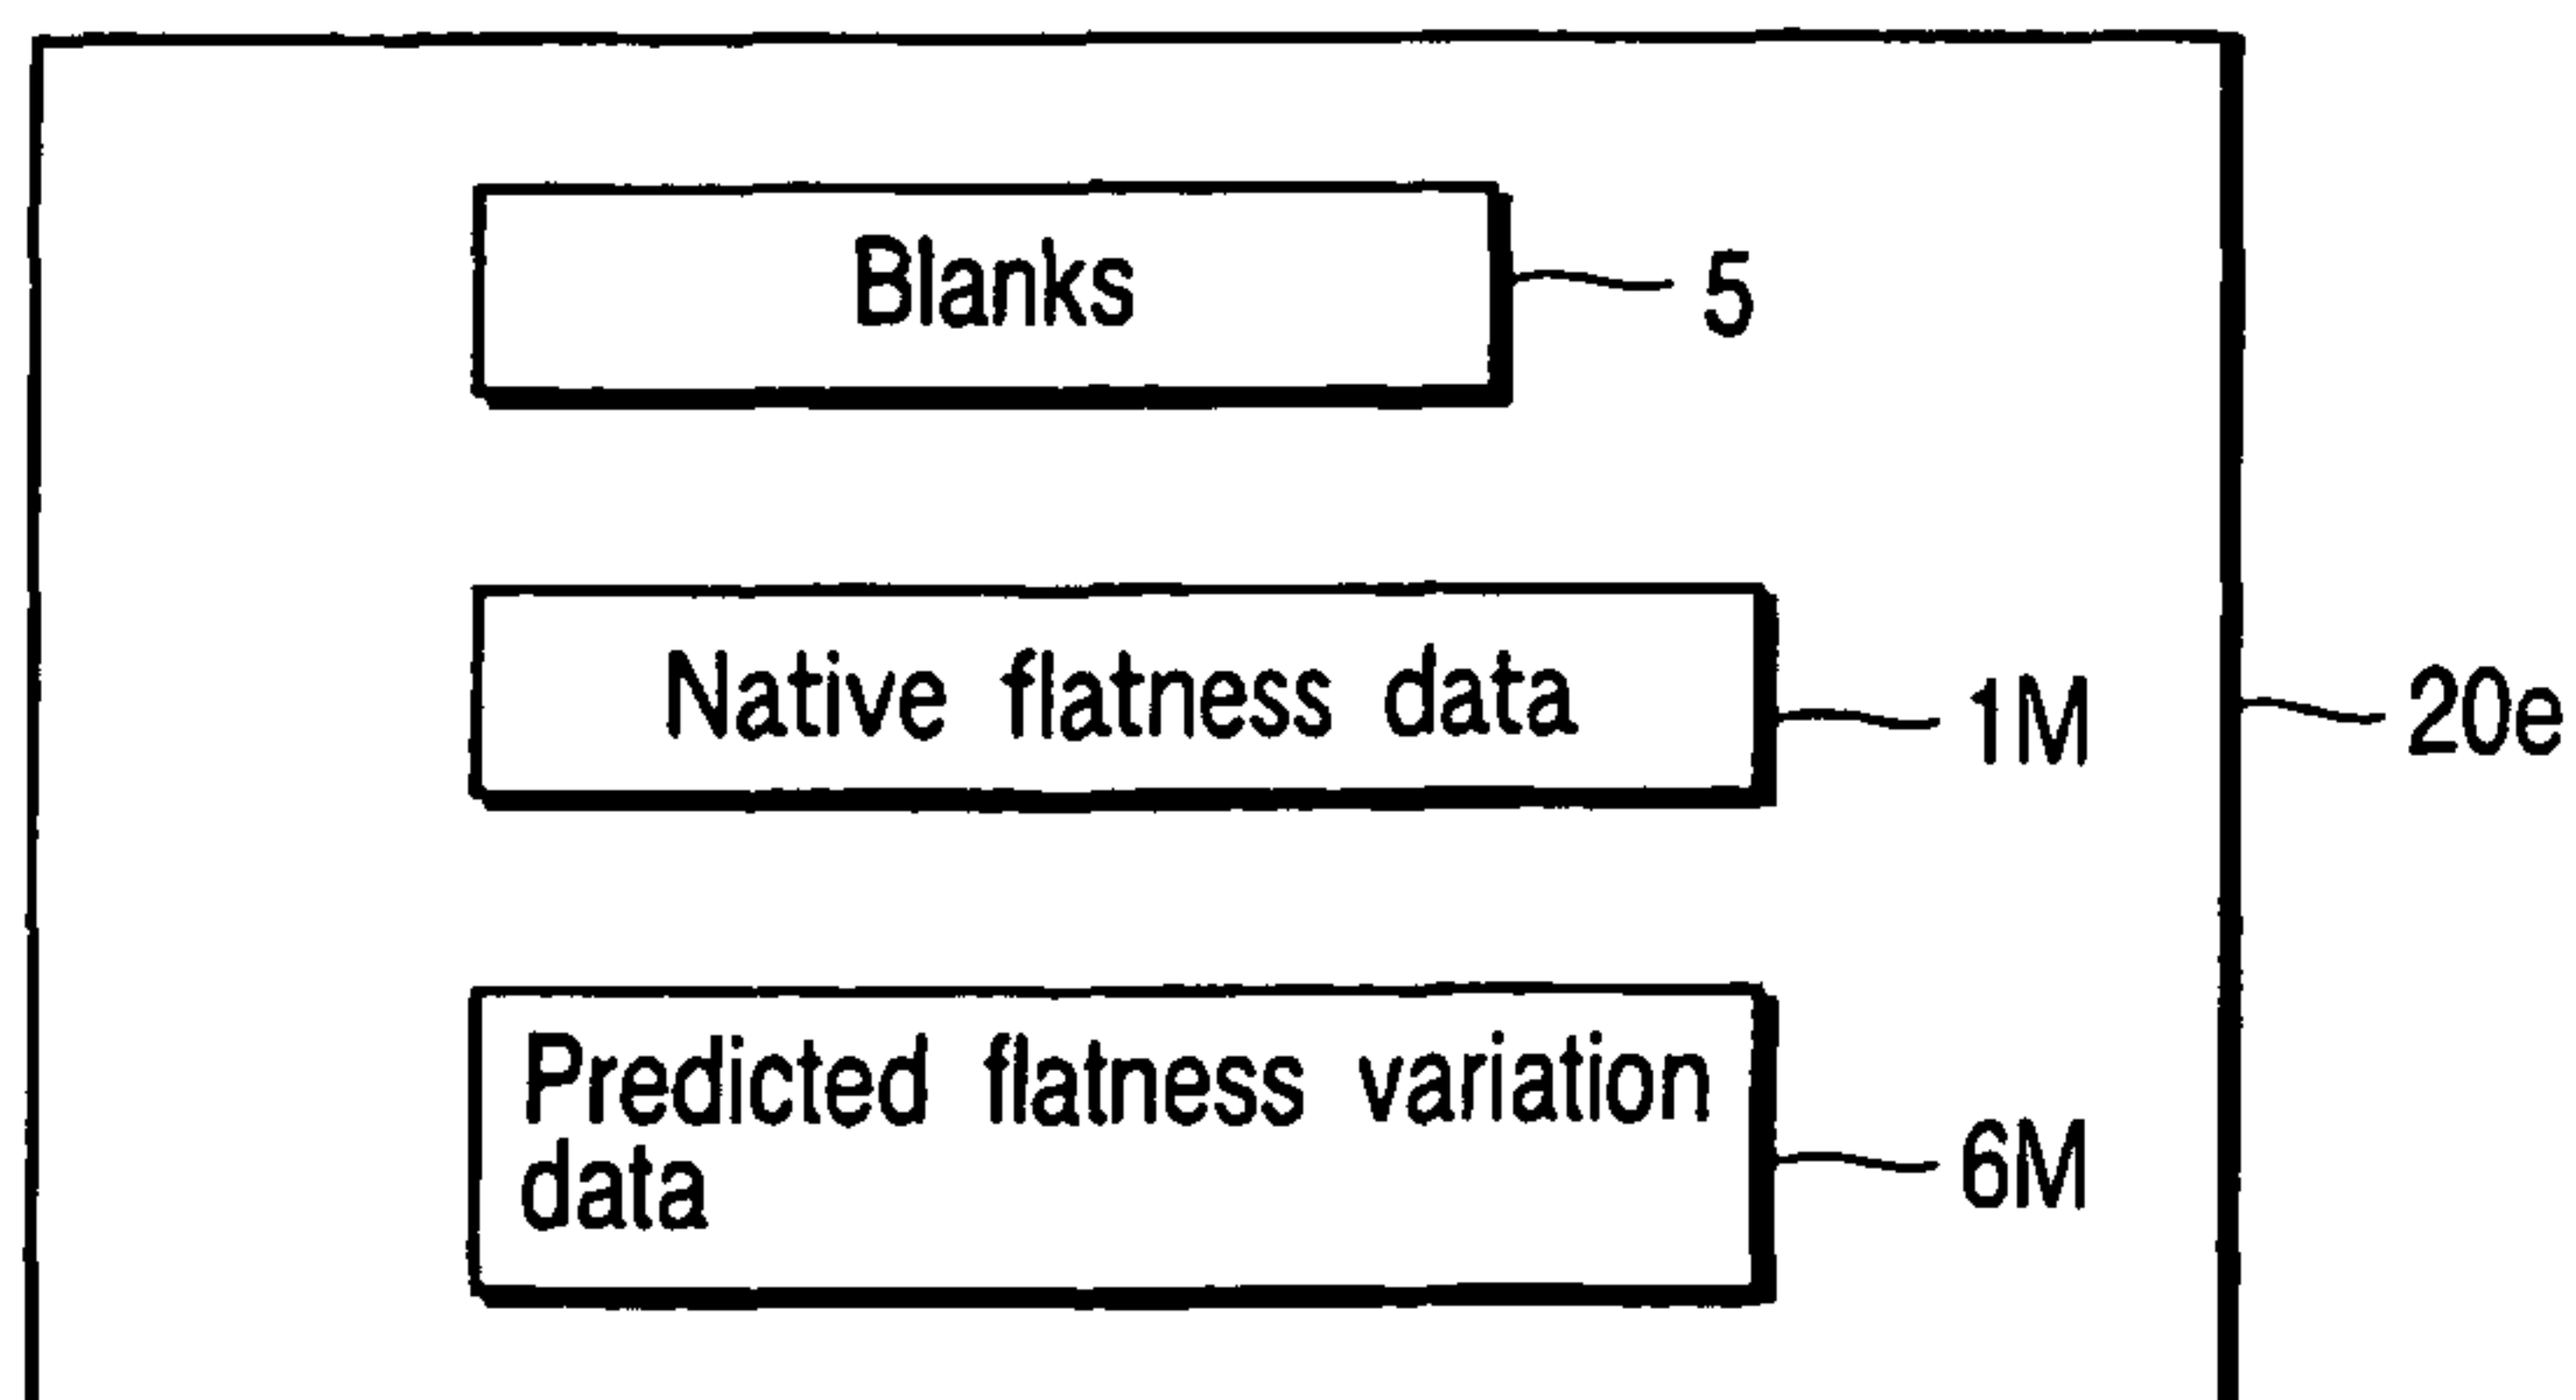 Blanks
5
Native flatness data
1M
20e
Predicted flatness variation
data
6M